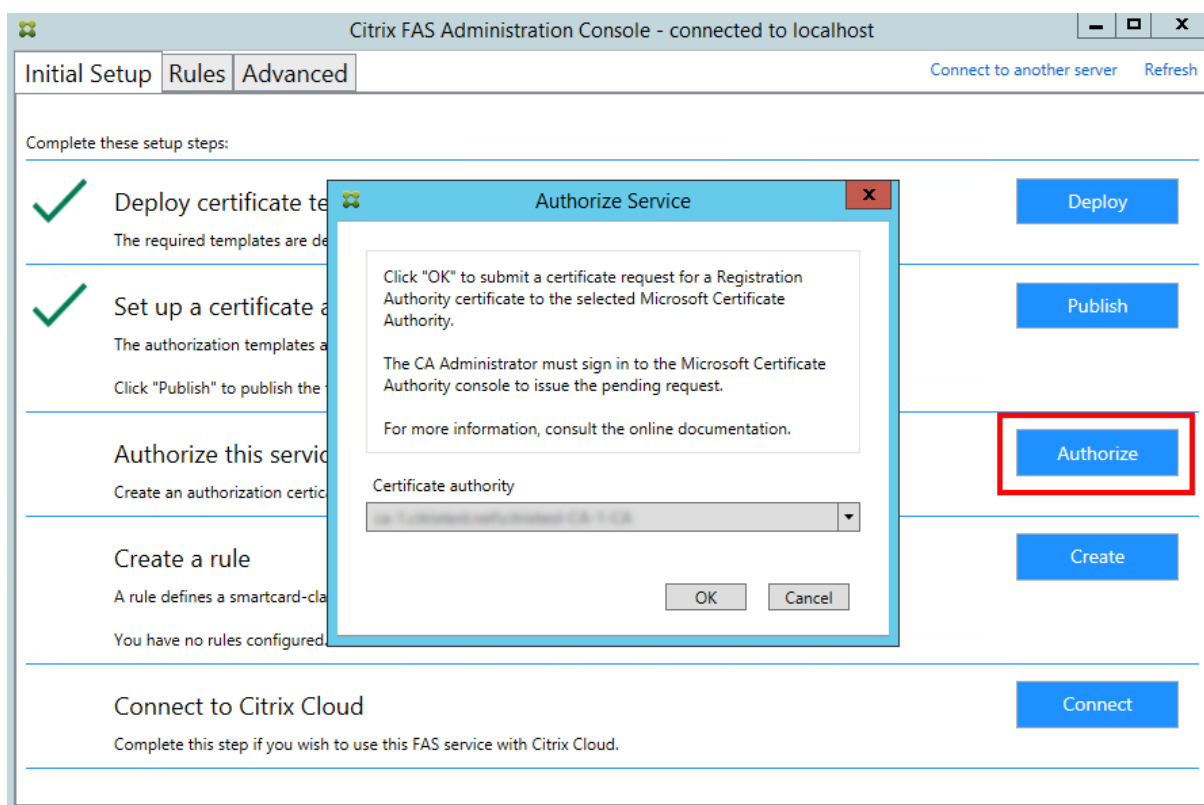 Citrix FAS Administration Console - connected to localhost
Initial Setup Rules Advanced
Connect to another server Refresh
Complete these setup steps:
Deploy certificate te
Deploy
The required templates are de
Set up a certificate a
Publish
The authorization templates a
Click "Publish" to publish the
Authorize this servic
Authorize
Create an authorization certic
Create a rule
Create
A rule defines a smartcard-cla
You have no rules configured.
Connect to Citrix Cloud
Connect
Complete this step if you wish to use this FAS service with Citrix Cloud.
Authorize Service
Click "OK" to submit a certificate request for a Registration
Authority certificate to the selected Microsoft Certificate
Authority.
The CA Administrator must sign in to the Microsoft Certificate
Authority console to issue the pending request.
For more information, consult the online documentation.
Certificate authority
OK Cancel